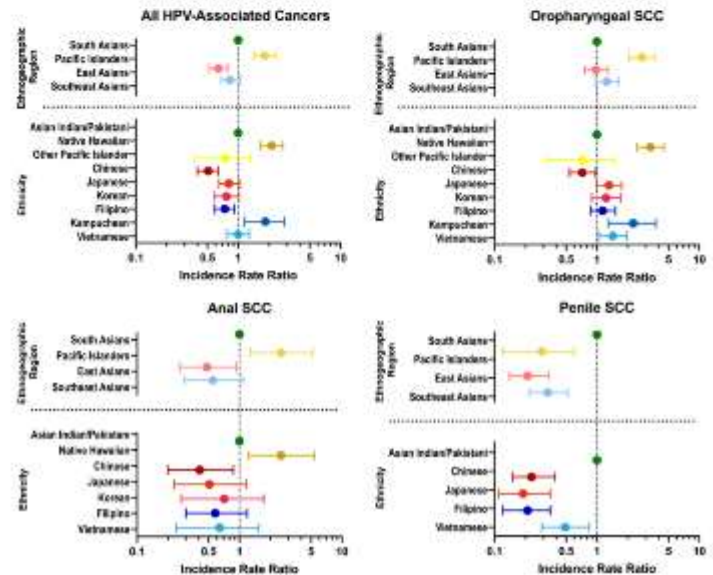 All HPV-Associated Cancers
Ethnogeographic
Region
South Asians
Pacific Islanders
East Asians
Southeast Asians
Ethnicity
Asian Indian/Pakistani
Native Hawaiian
Other Pacific Islander
Chinese
Japanese
Korean
Filipino
Kampuchean
Vietnamese
0.1 0.5 1 5 10
Incidence Rate Ratio
Oropharyngeal SCC
Ethnogeographic
Region
South Asians
Pacific Islanders
East Asians
Southeast Asians
Ethnicity
Asian Indian/Pakistani
Native Hawaiian
Other Pacific Islander
Chinese
Japanese
Korean
Filipino
Kampuchean
Vietnamese
0.1 0.5 1 5 10
Incidence Rate Ratio
Anal SCC
Ethnogeographic
Region
South Asians
Pacific Islanders
East Asians
Southeast Asians
Ethnicity
Asian Indian/Pakistani
Native Hawaiian
Chinese
Japanese
Korean
Filipino
Vietnamese
0.1 0.5 1 5 10
Incidence Rate Ratio
Penile SCC
Ethnogeographic
Region
South Asians
Pacific Islanders
East Asians
Southeast Asians
Ethnicity
Asian Indian/Pakistani
Chinese
Japanese
Filipino
Vietnamese
0.1 0.5 1 5 10
Incidence Rate Ratio